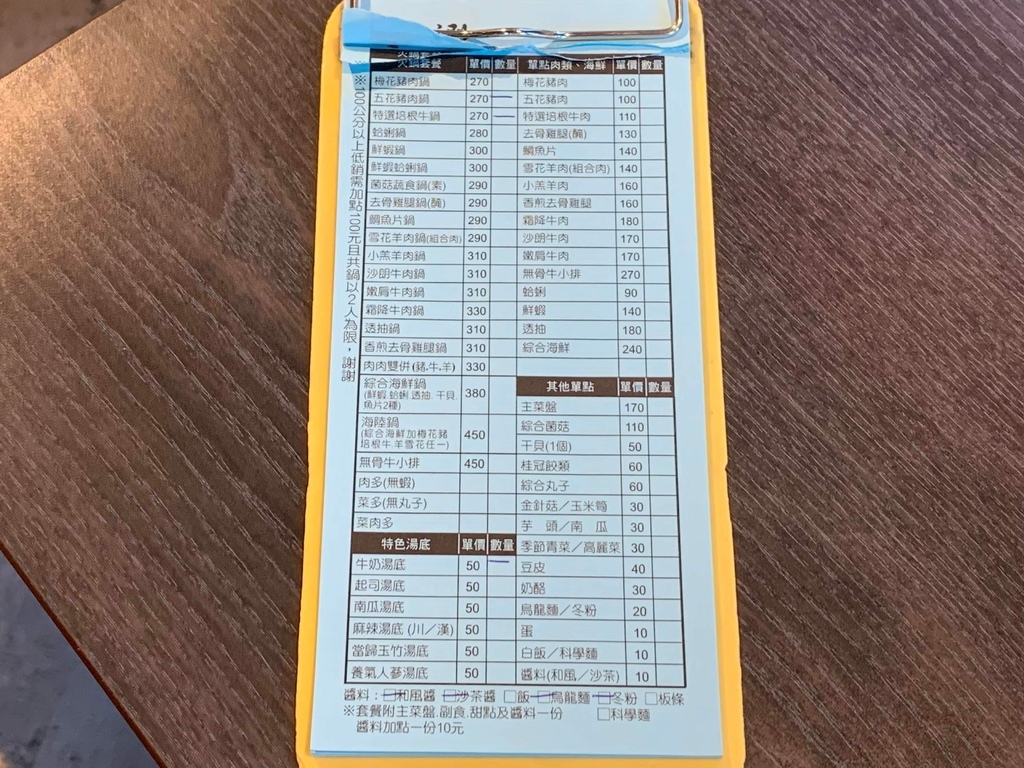 火鍋套餐 單價 數量
梅花豬肉鍋 270
五花豬肉鍋 270
特選培根牛鍋 270
蛤蜊鍋 280
鮮蝦鍋 300
鮮蝦蛤蜊鍋 300
菌菇蔬食鍋(素) 290
去骨雞腿鍋(醃) 290
鯛魚片鍋 290
雪花羊肉鍋(組合肉) 290
小羔羊肉鍋 310
沙朗牛肉鍋 310
嫩肩牛肉鍋 310
霜降牛肉鍋 330
透抽鍋 310
香煎去骨雞腿鍋 310
肉肉雙併(豬.牛.羊) 330
綜合海鮮鍋 380
(鮮蝦.蛤蜊.透抽.干貝.
魚片2種)
海陸鍋 450
(綜合海鮮加梅花豬
培根牛.羊雪花任一)
無骨牛小排 450
肉多(無蝦)
菜多(無丸子)
菜肉多
特色湯底 單價 數量
牛奶湯底 50
起司湯底 50
南瓜湯底 50
麻辣湯底 (川/漢) 50
當歸玉竹湯底 50
養氣人蔘湯底 50
單點肉類、海鮮 單價 數量
梅花豬肉 100
五花豬肉 100
特選培根牛肉 110
去骨雞腿(醃) 130
鯛魚片 140
雪花羊肉(組合肉) 140
小羔羊肉 160
香煎去骨雞腿 160
霜降牛肉 180
沙朗牛肉 170
嫩肩牛肉 170
無骨牛小排 270
蛤蜊 90
鮮蝦 140
透抽 180
綜合海鮮 240
其他單點 單價 數量
主菜盤 170
綜合菌菇 110
干貝(1個) 50
桂冠餃類 60
綜合丸子 60
金針菇/玉米筍 30
芋 頭/南 瓜 30
季節青菜/高麗菜 30
豆皮 40
奶酪 30
烏龍麵/冬粉 20
蛋 10
白飯/科學麵 10
醬料(和風/沙茶) 10
※100公分以上低銷需加點100元且共鍋以2人為限,謝謝
醬料:□和風醬 □沙茶醬 □飯 □烏龍麵 □冬粉 □板條
※套餐附主菜盤.副食.甜點及醬料一份 □科學麵
醬料加點一份10元